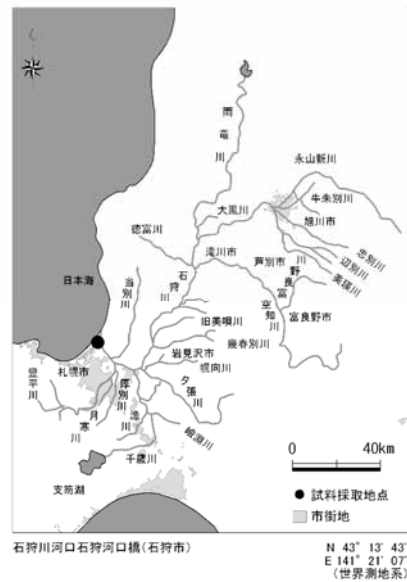 雨竜川
永山新川
牛朱別川
大鳳川
旭川市
徳富川
忠別川
辺別川
美瑛川
滝川市
芦別市
石狩川
富良野川
日本海
当別川
空知川
富良野市
旧美唄川
幾春別川
岩見沢市
幌向川
札幌市
厚別川
夕張川
豊平川
月寒川
嶮淵川
千歳川
支笏湖
0 40km
試料採取地点
市街地
石狩川河口石狩河口橋(石狩市)
N 43° 13' 43"
E 141° 21' 07"
(世界測地系)